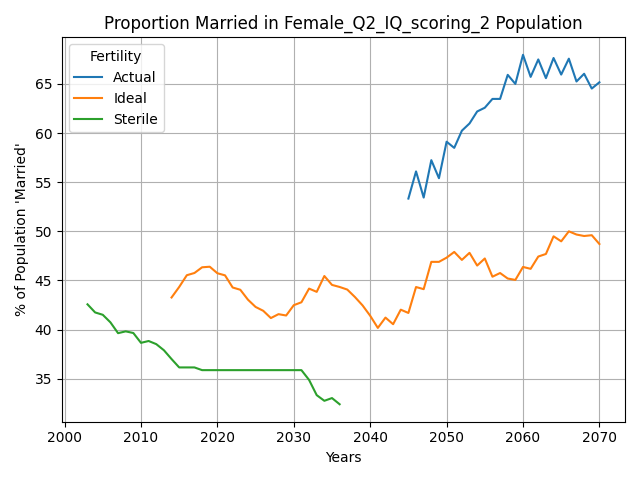 Proportion Married in Female_Q2_IQ_scoring_2 Population
Fertility
Actual
Ideal
Sterile
% of Population 'Married'
65
60
55
50
45
40
35
2000 2010 2020 2030 2040 2050 2060 2070
Years